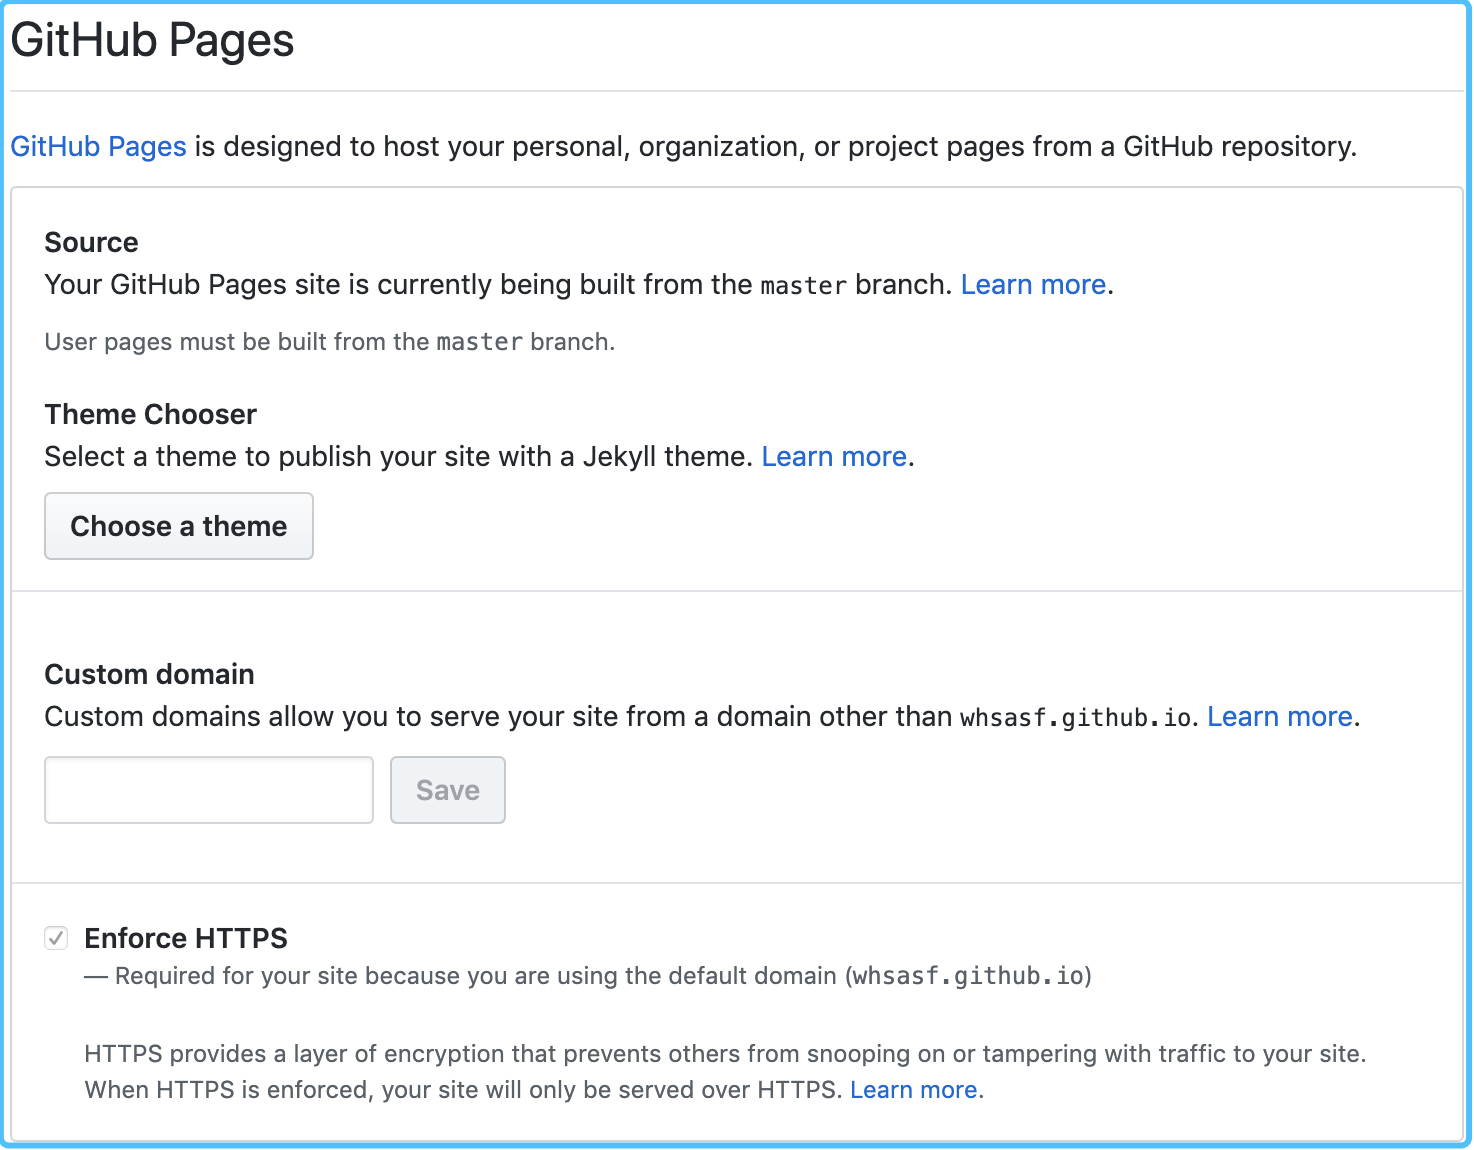 GitHub Pages
GitHub Pages is designed to host your personal, organization, or project pages from a GitHub repository.
Source
Your GitHub Pages site is currently being built from the master branch. Learn more.
User pages must be built from the master branch.
Theme Chooser
Select a theme to publish your site with a Jekyll theme. Learn more.
Choose a theme
Custom domain
Custom domains allow you to serve your site from a domain other than whsasf.github.io. Learn more.
Save
Enforce HTTPS
— Required for your site because you are using the default domain (whsasf.github.io)
HTTPS provides a layer of encryption that prevents others from snooping on or tampering with traffic to your site.
When HTTPS is enforced, your site will only be served over HTTPS. Learn more.